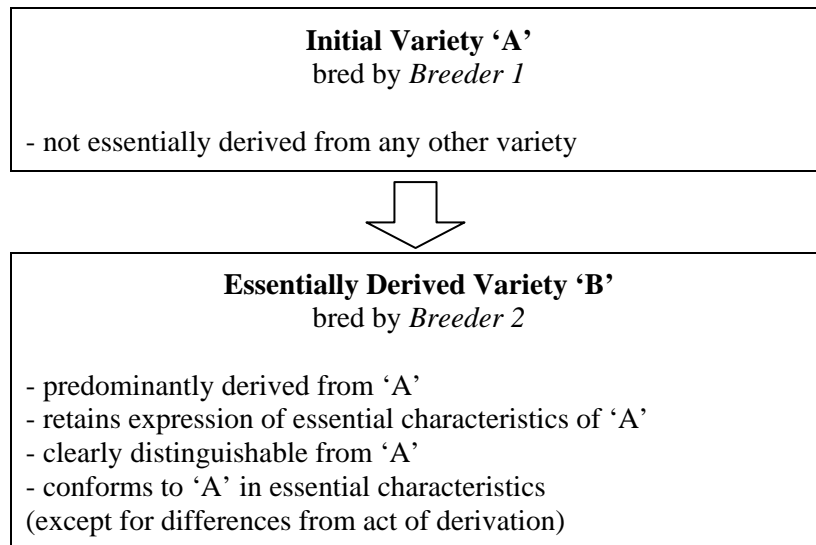 Initial Variety ‘A’
bred by Breeder 1
- not essentially derived from any other variety
Essentially Derived Variety ‘B’
bred by Breeder 2
- predominantly derived from ‘A’
- retains expression of essential characteristics of ‘A’
- clearly distinguishable from ‘A’
- conforms to ‘A’ in essential characteristics
(except for differences from act of derivation)